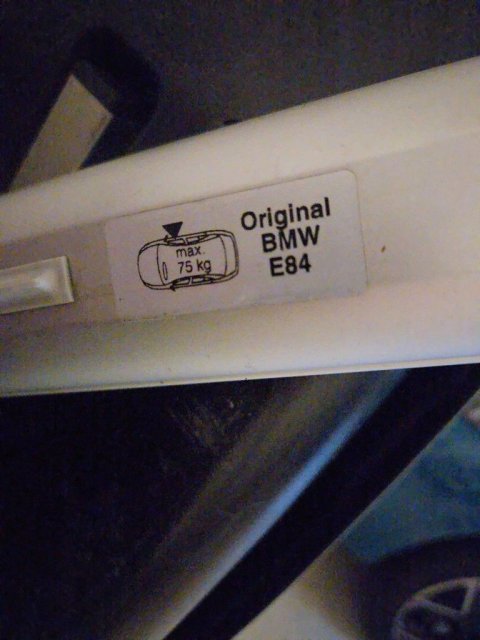 max.
75 kg
Original
BMW
E84